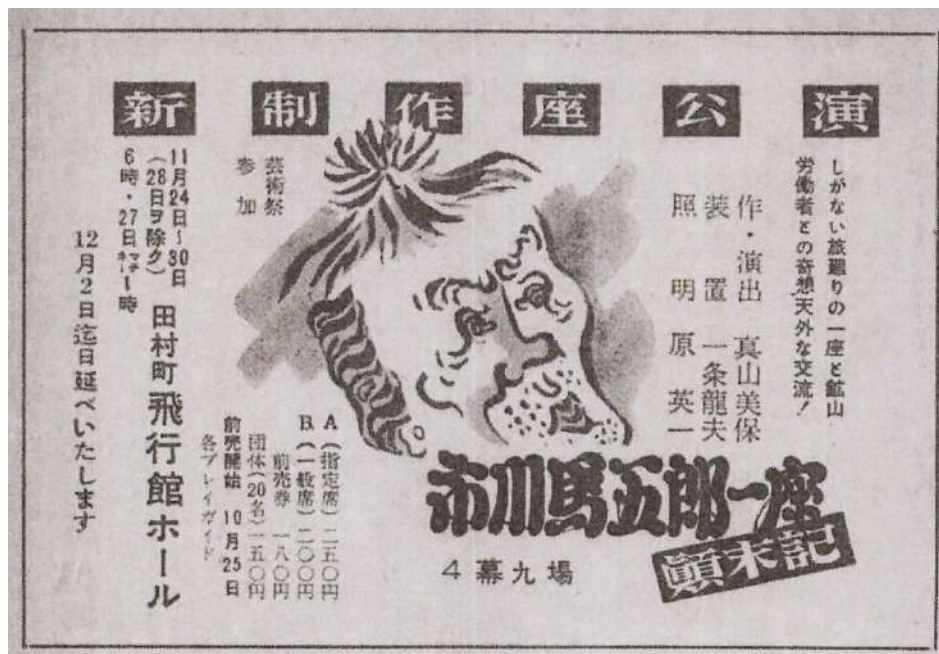 新制作座公演
しがない旅廻りの一座と鉱山
労働者との奇想天外な交流!
作・演出 真山美保
装置 一条龍夫
照明 原英一
市川馬五郎一座
顛末記
4幕九場
芸術祭
参加
A(指定席)二五〇円
B(一般席)二〇〇円
前売券 一八〇円
団体(20名)一五〇円
前売開始 10月25日
各プレイガイド
田村町飛行館ホール
11月24日~30日
(28日ヲ除ク)
6時・27日マチネー1時
12月2日迄日延べいたします